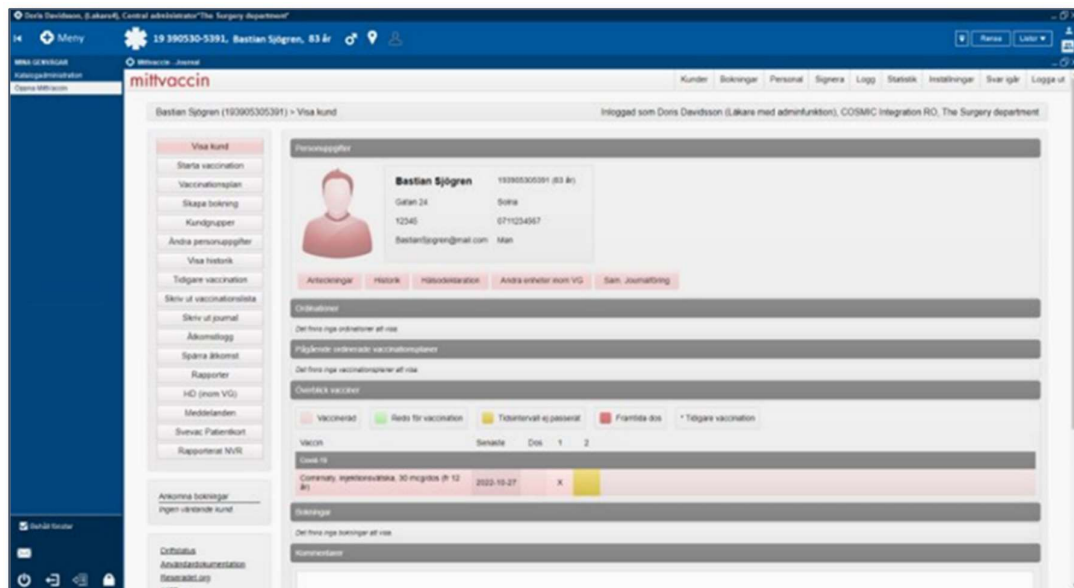 Doris Davidsson, (Läkare4), Central administrator"The Surgery department"
Meny
19 390530-5391, Bastian Sjögren, 83 år
Rensa
Listor
MINA GENVÄGAR
Katalogadministration
Öppna Mittvaccin
Mittvaccin - Journal
mittvaccin
Kunder Bokningar Personal Signera Logg Statistik Inställningar Svar igår Logga ut
Bastian Sjögren (193905305391) > Visa kund
Inloggad som Doris Davidsson (Läkare med adminfunktion), COSMIC Integration RO, The Surgery department
Visa kund
Starta vaccination
Vaccinationsplan
Skapa bokning
Kundgrupper
Ändra personuppgifter
Visa historik
Tidigare vaccination
Skriv ut vaccinationslista
Skriv ut journal
Åtkomstlogg
Spärra åtkomst
Rapporter
HD (inom VG)
Meddelanden
Svevac Patientkort
Rapporterat NVR
Ankomna bokningar
Ingen väntande kund
Driftstatus
Användardokumentation
Reseradet.org
Personuppgifter
Bastian Sjögren 193905305391 (83 år)
Gatan 24 Solna
12345 0711234567
BastianSjogren@mail.com Man
Anteckningar Historik Hälsodeklaration Andra enheter inom VG Sam. Journalföring
Ordinationer
Det finns inga ordinationer att visa
Pågående ordinerade vaccinationsplaner
Det finns inga vaccinationsplaner att visa
Överblick vacciner
Vaccinerad Redo för vaccination Tidsintervall ej passerat Framtida dos * Tidigare vaccination
Vaccin Senaste Dos 1 2
Covid-19
Comirnaty, injektionsvätska, 30 mcg/dos (fr 12 år) 2022-10-27 X
Bokningar
Det finns inga bokningar att visa
Kommentarer
Behåll fönster